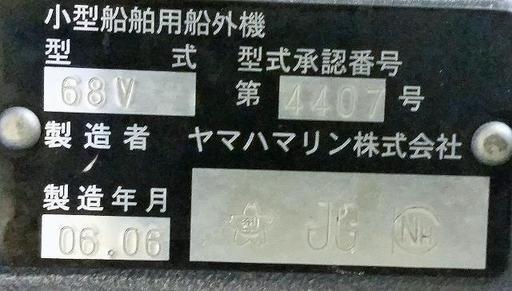 小型船舶用船外機
型 式 型式承認番号
68V 第 4407 号
製造者 ヤマハマリン株式会社
製造年月
06.06 型 JG NH